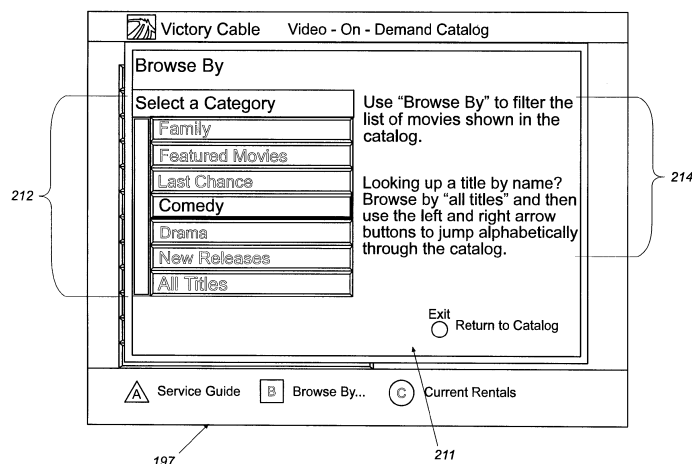 Victory Cable Video - On - Demand Catalog
Browse By
Select a Category
Family
Featured Movies
Last Chance
Comedy
Drama
New Releases
All Titles
Use “Browse By” to filter the
list of movies shown in the
catalog.
Looking up a title by name?
Browse by “all titles” and then
use the left and right arrow
buttons to jump alphabetically
through the catalog.
Exit
Return to Catalog
A Service Guide B Browse By... C Current Rentals
212
214
197
211